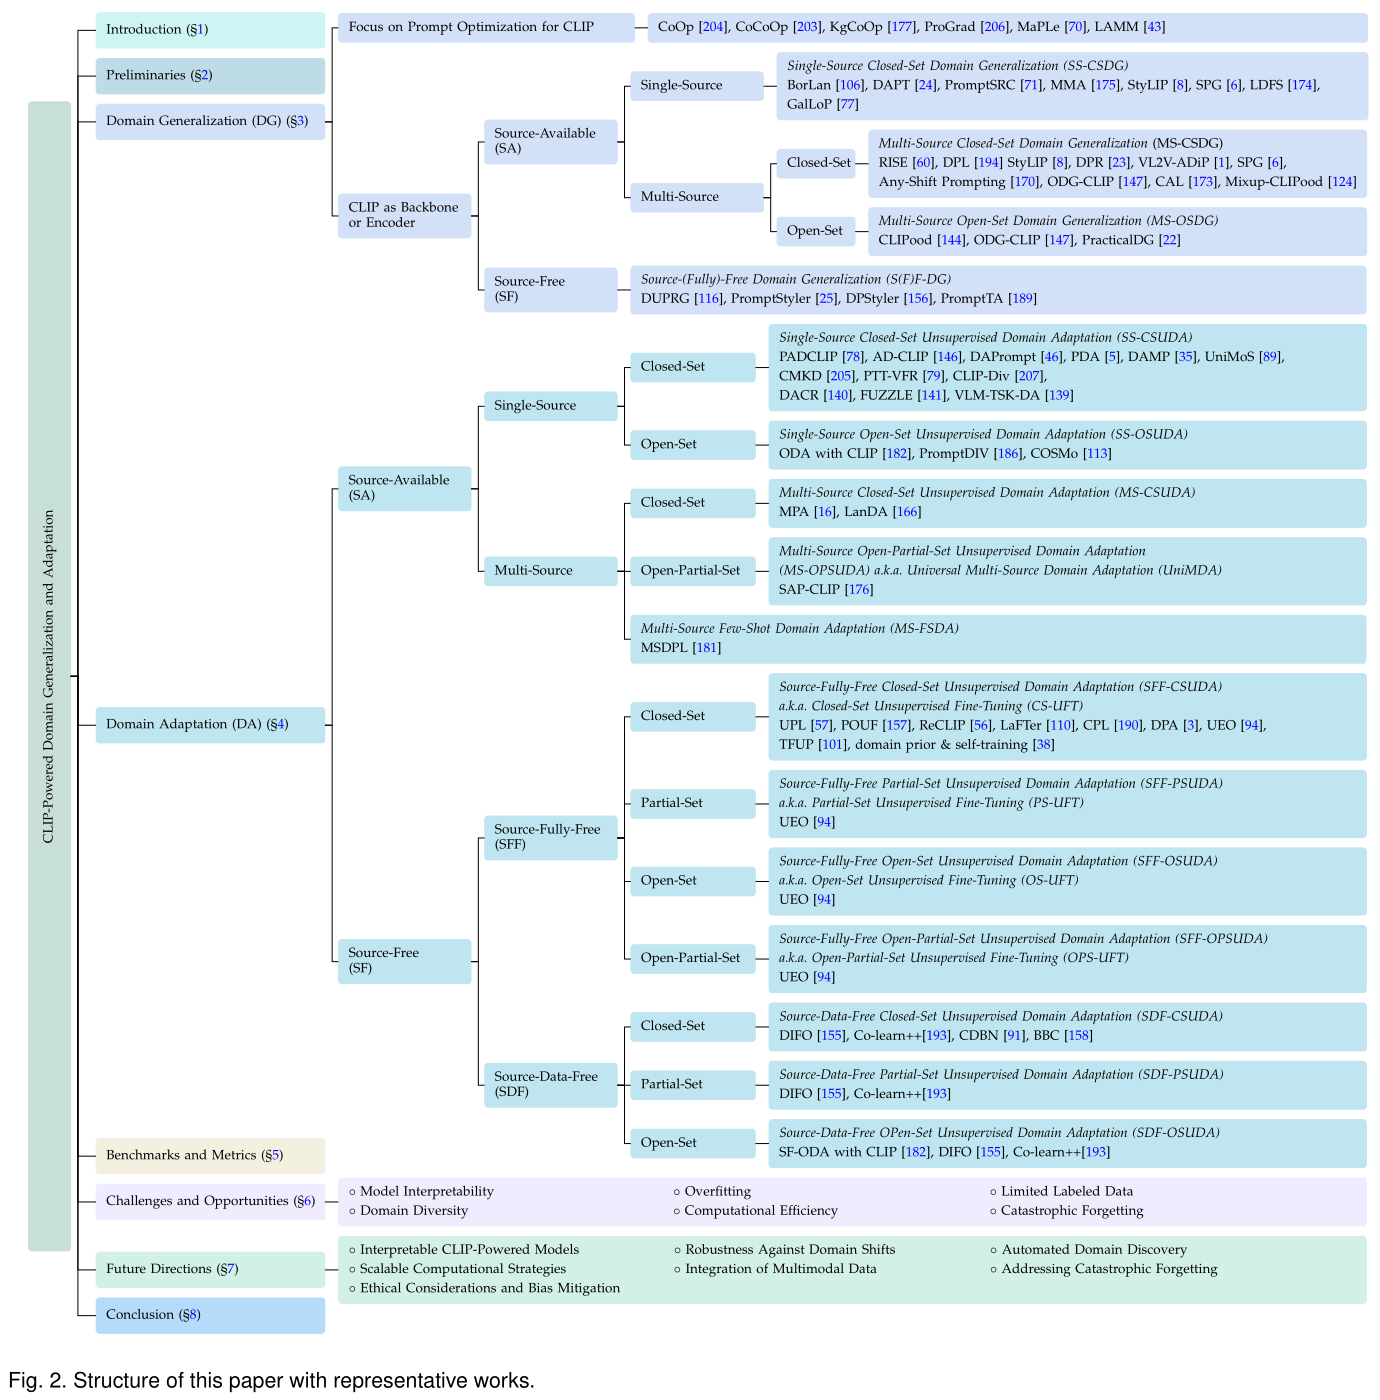 CLIP-Powered Domain Generalization and Adaptation
Introduction (§1)
Preliminaries (§2)
Domain Generalization (DG) (§3)
Focus on Prompt Optimization for CLIP
CoOp [204], CoCoOp [203], KgCoOp [177], ProGrad [206], MaPLe [70], LAMM [43]
CLIP as Backbone
or Encoder
Source-Available
(SA)
Single-Source
Single-Source Closed-Set Domain Generalization (SS-CSDG)
BorLan [106], DAPT [24], PromptSRC [71], MMA [175], StyLIP [8], SPG [6], LDFS [174],
GalLoP [77]
Multi-Source
Closed-Set
Multi-Source Closed-Set Domain Generalization (MS-CSDG)
RISE [60], DPL [194] StyLIP [8], DPR [23], VL2V-ADiP [1], SPG [6],
Any-Shift Prompting [170], ODG-CLIP [147], CAL [173], Mixup-CLIPood [124]
Open-Set
Multi-Source Open-Set Domain Generalization (MS-OSDG)
CLIPood [144], ODG-CLIP [147], PracticalDG [22]
Source-Free
(SF)
Source-(Fully)-Free Domain Generalization (S(F)F-DG)
DUPRG [116], PromptStyler [25], DPStyler [156], PromptTA [189]
Domain Adaptation (DA) (§4)
Source-Available
(SA)
Single-Source
Closed-Set
Single-Source Closed-Set Unsupervised Domain Adaptation (SS-CSUDA)
PADCLIP [78], AD-CLIP [146], DAPrompt [46], PDA [5], DAMP [35], UniMoS [89],
CMKD [205], PTT-VFR [79], CLIP-Div [207],
DACR [140], FUZZLE [141], VLM-TSK-DA [139]
Open-Set
Single-Source Open-Set Unsupervised Domain Adaptation (SS-OSUDA)
ODA with CLIP [182], PromptDIV [186], COSMo [113]
Multi-Source
Closed-Set
Multi-Source Closed-Set Unsupervised Domain Adaptation (MS-CSUDA)
MPA [16], LanDA [166]
Open-Partial-Set
Multi-Source Open-Partial-Set Unsupervised Domain Adaptation
(MS-OPSUDA) a.k.a. Universal Multi-Source Domain Adaptation (UniMDA)
SAP-CLIP [176]
Multi-Source Few-Shot Domain Adaptation (MS-FSDA)
MSDPL [181]
Source-Free
(SF)
Source-Fully-Free
(SFF)
Closed-Set
Source-Fully-Free Closed-Set Unsupervised Domain Adaptation (SFF-CSUDA)
a.k.a. Closed-Set Unsupervised Fine-Tuning (CS-UFT)
UPL [57], POUF [157], ReCLIP [56], LaFTer [110], CPL [190], DPA [3], UEO [94],
TFUP [101], domain prior & self-training [38]
Partial-Set
Source-Fully-Free Partial-Set Unsupervised Domain Adaptation (SFF-PSUDA)
a.k.a. Partial-Set Unsupervised Fine-Tuning (PS-UFT)
UEO [94]
Open-Set
Source-Fully-Free Open-Set Unsupervised Domain Adaptation (SFF-OSUDA)
a.k.a. Open-Set Unsupervised Fine-Tuning (OS-UFT)
UEO [94]
Open-Partial-Set
Source-Fully-Free Open-Partial-Set Unsupervised Domain Adaptation (SFF-OPSUDA)
a.k.a. Open-Partial-Set Unsupervised Fine-Tuning (OPS-UFT)
UEO [94]
Source-Data-Free
(SDF)
Closed-Set
Source-Data-Free Closed-Set Unsupervised Domain Adaptation (SDF-CSUDA)
DIFO [155], Co-learn++[193], CDBN [91], BBC [158]
Partial-Set
Source-Data-Free Partial-Set Unsupervised Domain Adaptation (SDF-PSUDA)
DIFO [155], Co-learn++[193]
Open-Set
Source-Data-Free OPen-Set Unsupervised Domain Adaptation (SDF-OSUDA)
SF-ODA with CLIP [182], DIFO [155], Co-learn++[193]
Benchmarks and Metrics (§5)
Challenges and Opportunities (§6)
○ Model Interpretability ○ Overfitting ○ Limited Labeled Data
○ Domain Diversity ○ Computational Efficiency ○ Catastrophic Forgetting
Future Directions (§7)
○ Interpretable CLIP-Powered Models ○ Robustness Against Domain Shifts ○ Automated Domain Discovery
○ Scalable Computational Strategies ○ Integration of Multimodal Data ○ Addressing Catastrophic Forgetting
○ Ethical Considerations and Bias Mitigation
Conclusion (§8)
Fig. 2. Structure of this paper with representative works.